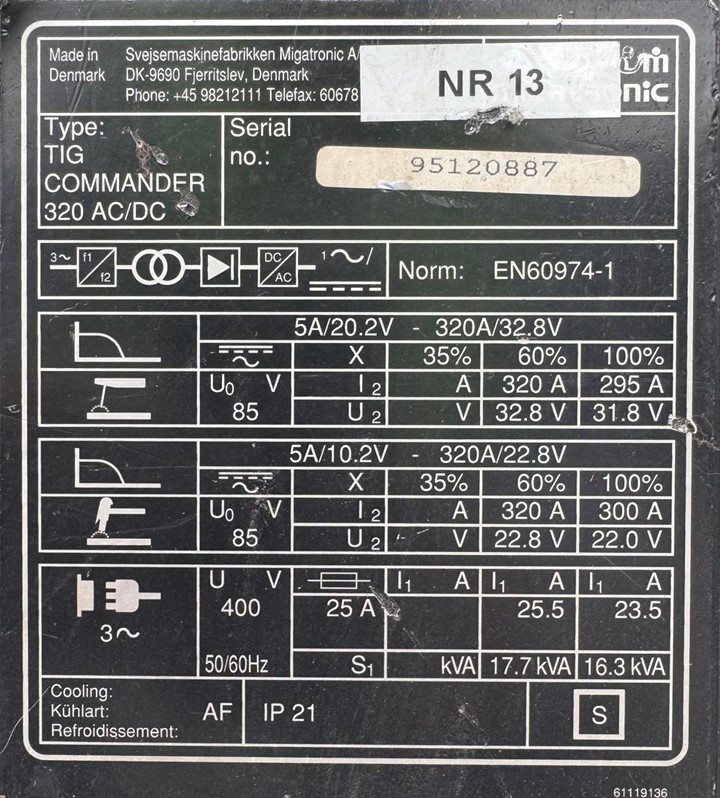 Made in
Denmark
Svejsemaskinefabrikken Migatronic A/
DK-9690 Fjerritslev, Denmark
Phone: +45 98212111 Telefax: 60678
NR 13
Type:
TIG
COMMANDER
320 AC/DC
Serial
no.:
95120887
3~ f1 f2 DC AC 1
Norm: EN60974-1
5A/20.2V - 320A/32.8V
X 35% 60% 100%
U0 V I2 A 320 A 295 A
85 U2 V 32.8 V 31.8 V
5A/10.2V - 320A/22.8V
X 35% 60% 100%
U0 V I2 A 320 A 300 A
85 U2 V 22.8 V 22.0 V
3~
U V I1 A I1 A I1 A
400 25 A 25.5 23.5
50/60Hz S1 kVA 17.7 kVA 16.3 kVA
Cooling:
Kühlart:
Refroidissement:
AF
IP 21
S
61119136